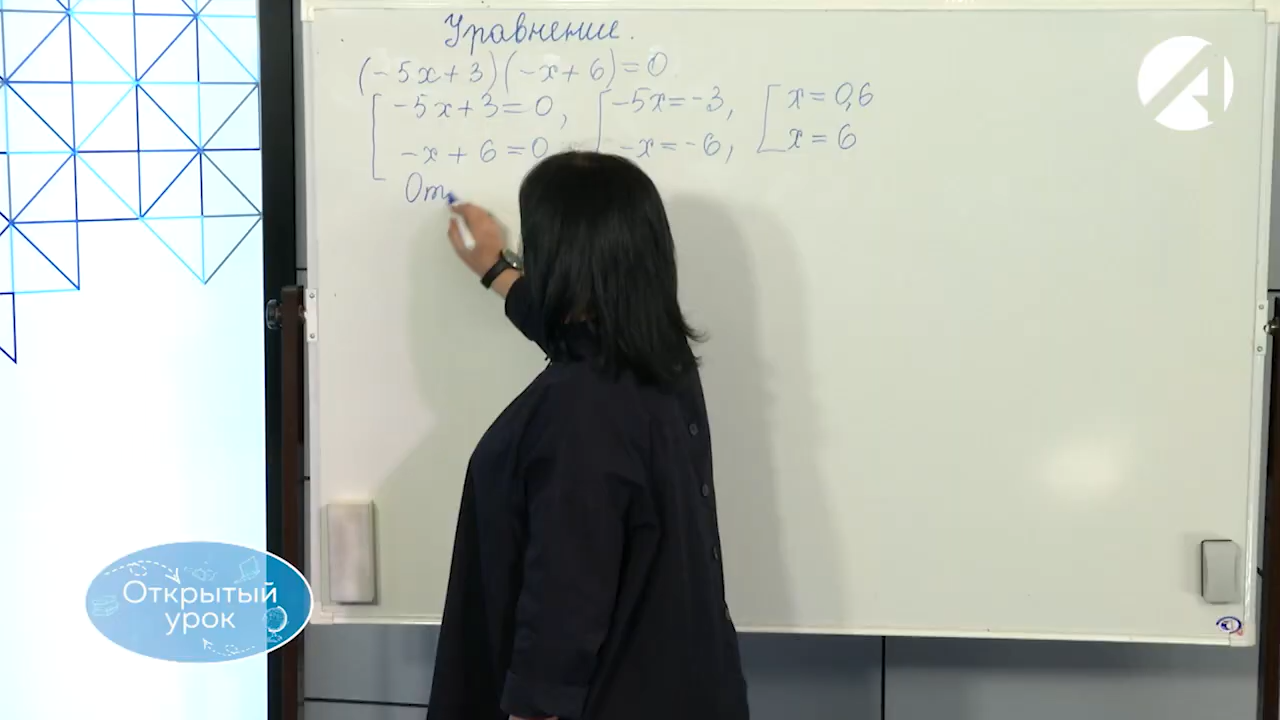 Уравнение.
(-5x+3)(-x+6)=0
-5x+3=0, -5x=-3, x=0,6
-x+6=0 -x=-6, x=6
От
Открытый
урок